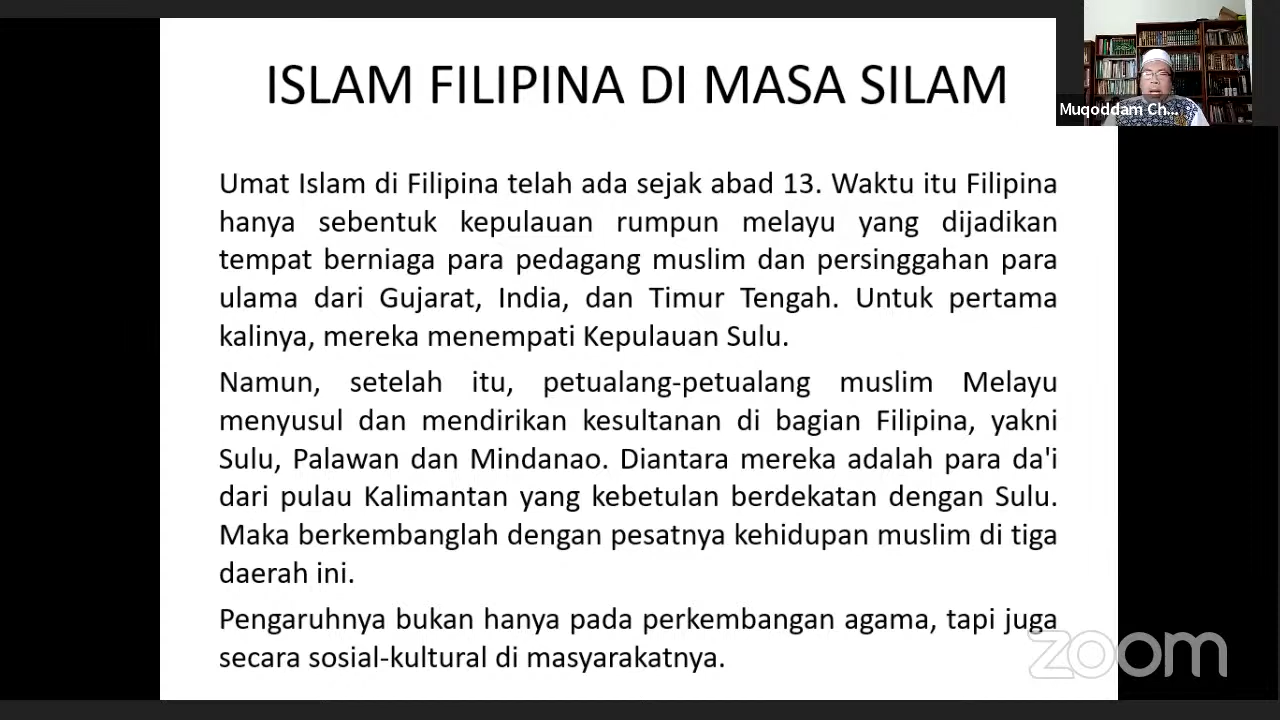 ISLAM FILIPINA DI MASA SILAM
Muqoddam Ch...
Umat Islam di Filipina telah ada sejak abad 13. Waktu itu Filipina
hanya sebentuk kepulauan rumpun melayu yang dijadikan
tempat berniaga para pedagang muslim dan persinggahan para
ulama dari Gujarat, India, dan Timur Tengah. Untuk pertama
kalinya, mereka menempati Kepulauan Sulu.
Namun, setelah itu, petualang-petualang muslim Melayu
menyusul dan mendirikan kesultanan di bagian Filipina, yakni
Sulu, Palawan dan Mindanao. Diantara mereka adalah para da'i
dari pulau Kalimantan yang kebetulan berdekatan dengan Sulu.
Maka berkembanglah dengan pesatnya kehidupan muslim di tiga
daerah ini.
Pengaruhnya bukan hanya pada perkembangan agama, tapi juga
secara sosial-kultural di masyarakatnya.
zoom